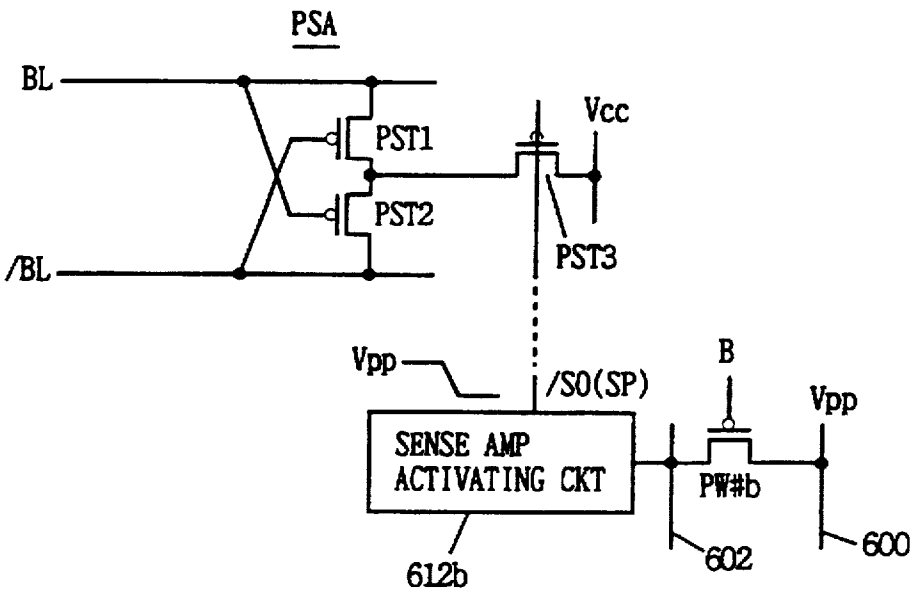 PSA
BL
Vcc
PST1
PST2
PST3
/BL
Vpp
/SO(SP)
B
Vpp
SENSE AMP
ACTIVATING CKT
PW#b
602
600
612b